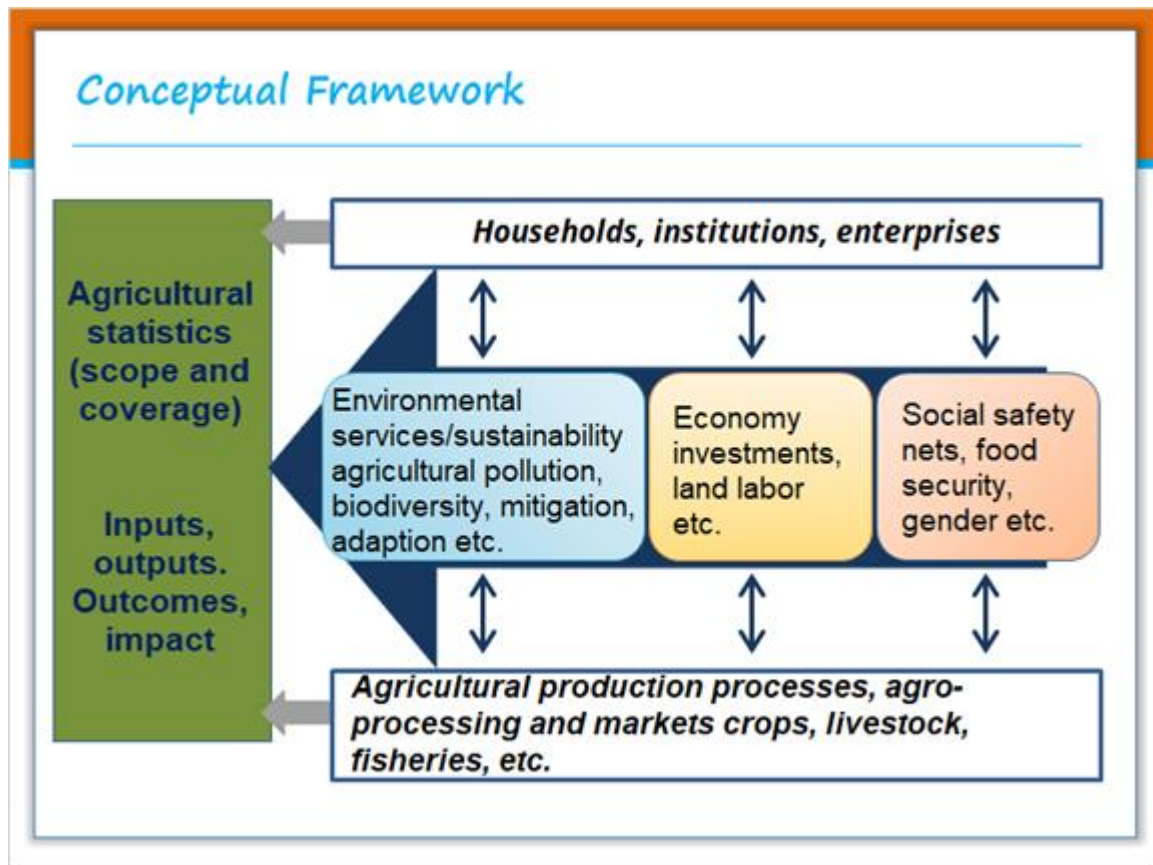 Conceptual Framework
Agricultural
statistics
(scope and
coverage)
Inputs,
outputs.
Outcomes,
impact
Households, institutions, enterprises
Environmental
services/sustainability
agricultural pollution,
biodiversity, mitigation,
adaption etc.
Economy
investments,
land labor
etc.
Social safety
nets, food
security,
gender etc.
Agricultural production processes, agro-
processing and markets crops, livestock,
fisheries, etc.